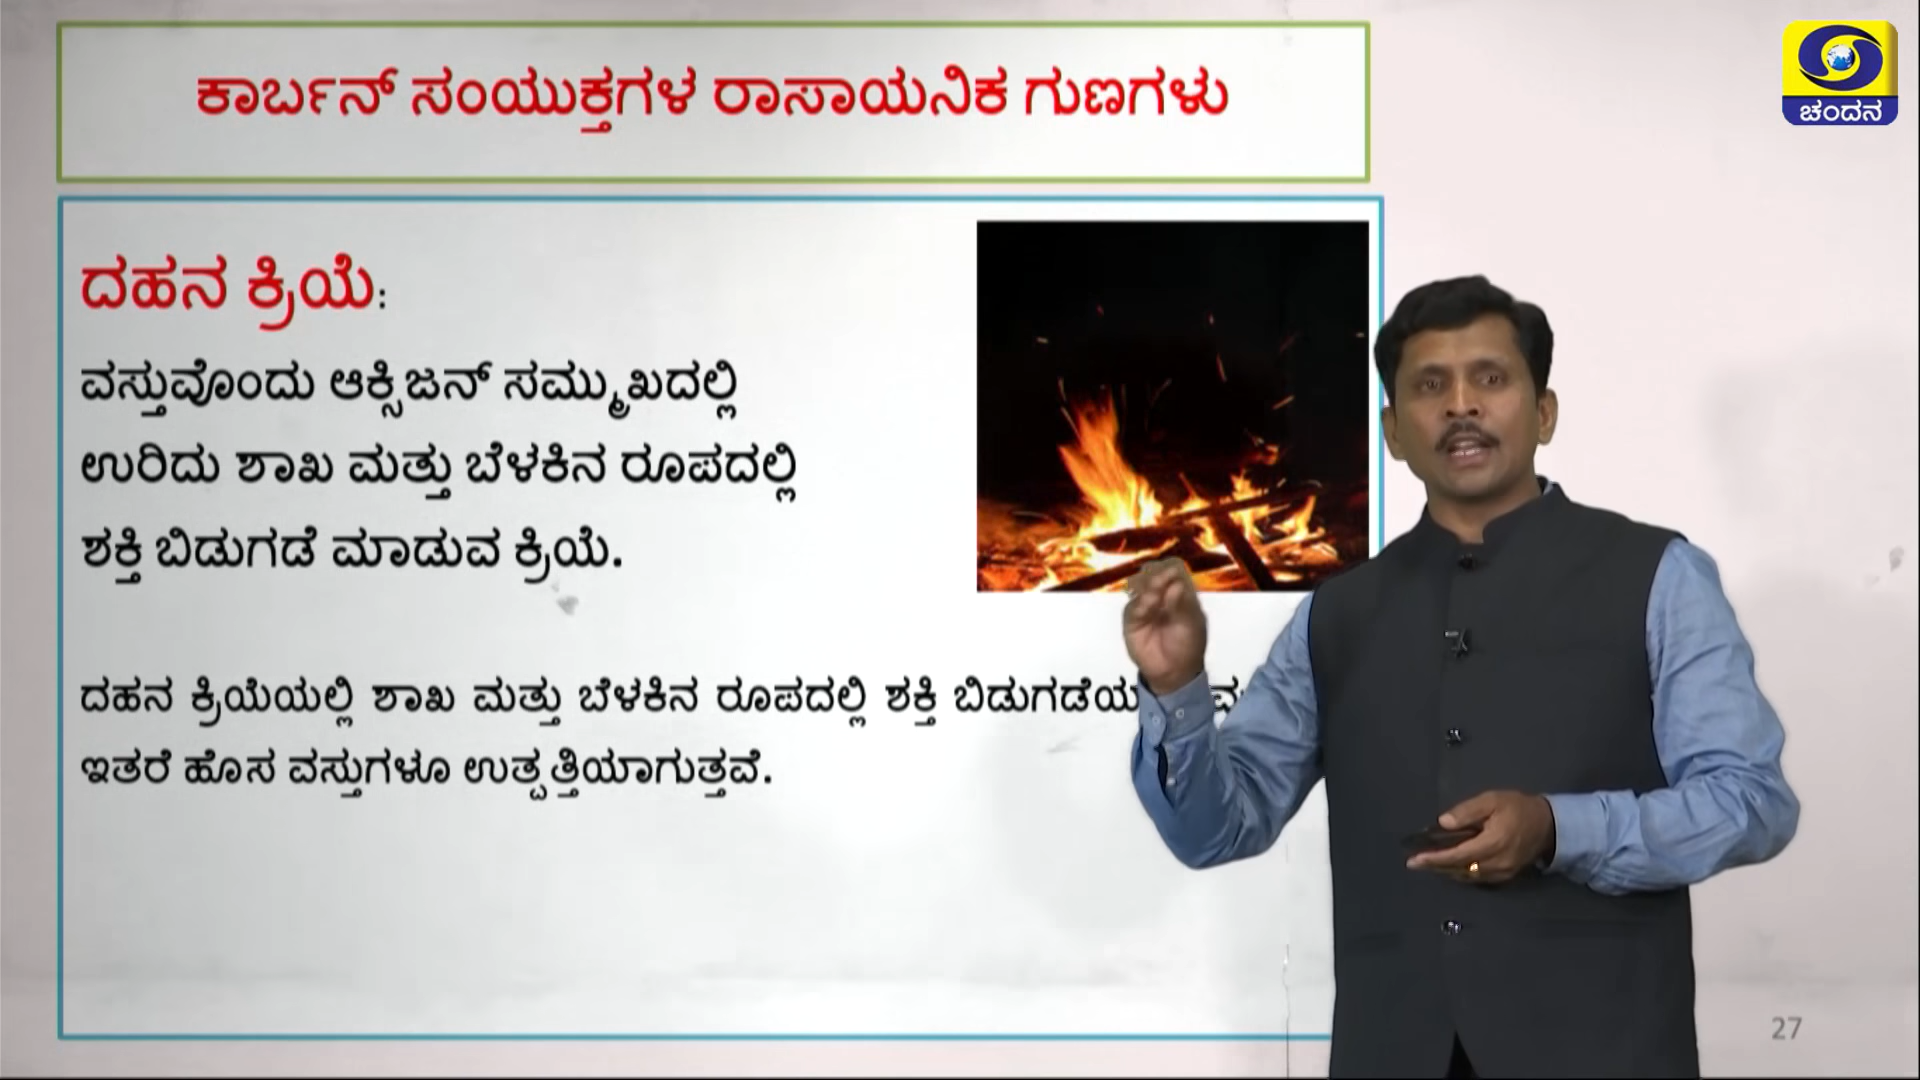 ಕಾರ್ಬನ್ ಸಂಯುಕ್ತಗಳ ರಾಸಾಯನಿಕ ಗುಣಗಳು
ಚಂದನ
ದಹನ ಕ್ರಿಯೆ:
ವಸ್ತುವೊಂದು ಆಕ್ಸಿಜನ್ ಸಮ್ಮುಖದಲ್ಲಿ
ಉರಿದು ಶಾಖ ಮತ್ತು ಬೆಳಕಿನ ರೂಪದಲ್ಲಿ
ಶಕ್ತಿ ಬಿಡುಗಡೆ ಮಾಡುವ ಕ್ರಿಯೆ.
ದಹನ ಕ್ರಿಯೆಯಲ್ಲಿ ಶಾಖ ಮತ್ತು ಬೆಳಕಿನ ರೂಪದಲ್ಲಿ ಶಕ್ತಿ
ಇತರೆ ಹೊಸ ವಸ್ತುಗಳೂ ಉತ್ಪತ್ತಿಯಾಗುತ್ತವೆ.
27